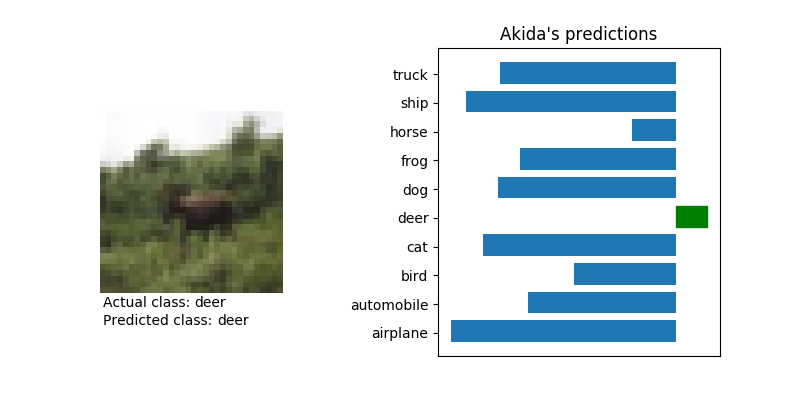 Akida's predictions
truck
ship
horse
frog
dog
deer
cat
bird
automobile
airplane
Actual class: deer
Predicted class: deer